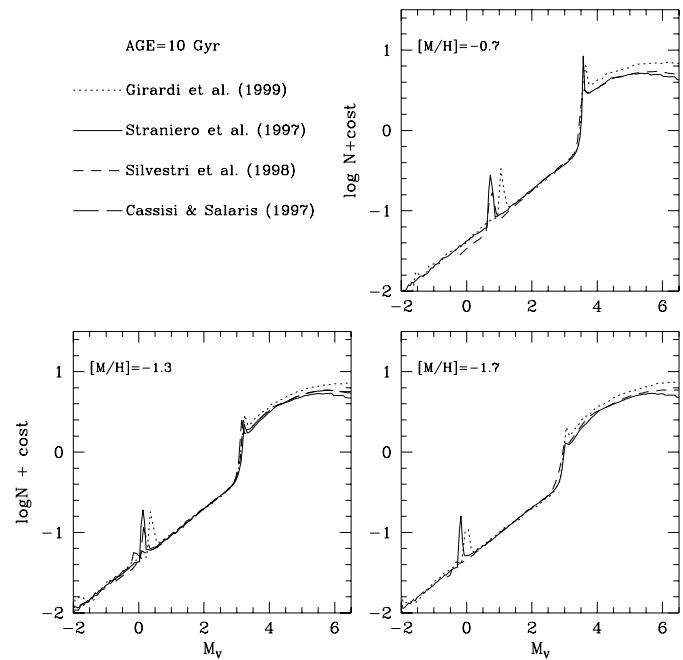 AGE=10 Gyr
Girardi et al. (1999)
Straniero et al. (1997)
Silvestri et al. (1998)
Cassisi & Salaris (1997)
[M/H]=−0.7
log N+cost
1
0
−1
−2
−2 0 2 4 6
[M/H]=−1.3
logN + cost
1
0
−1
−2
−2 0 2 4 6
M_V
[M/H]=−1.7
1
0
−1
−2
−2 0 2 4 6
M_V